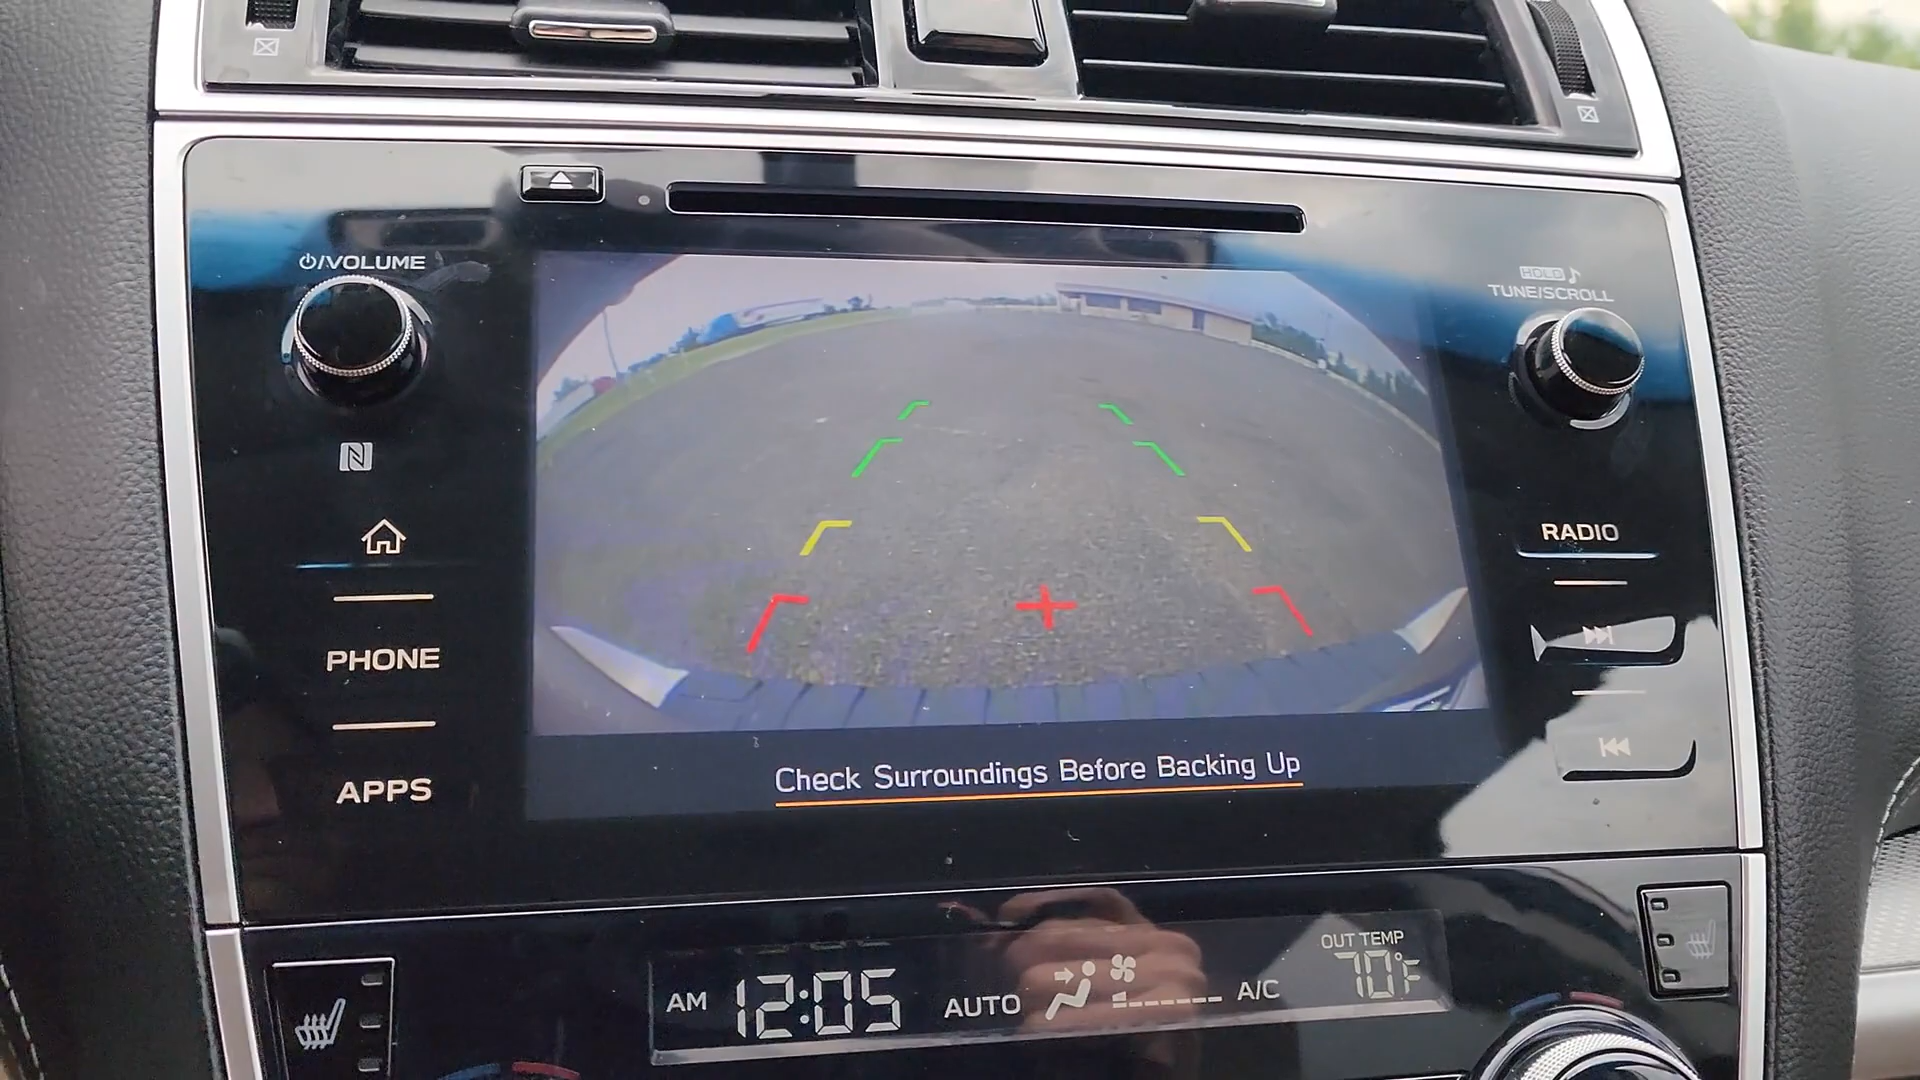 ⏻/VOLUME
HOLD ♪
TUNE/SCROLL
RADIO
PHONE
APPS
Check Surroundings Before Backing Up
AM 12:05 AUTO A/C
OUT TEMP
70°F